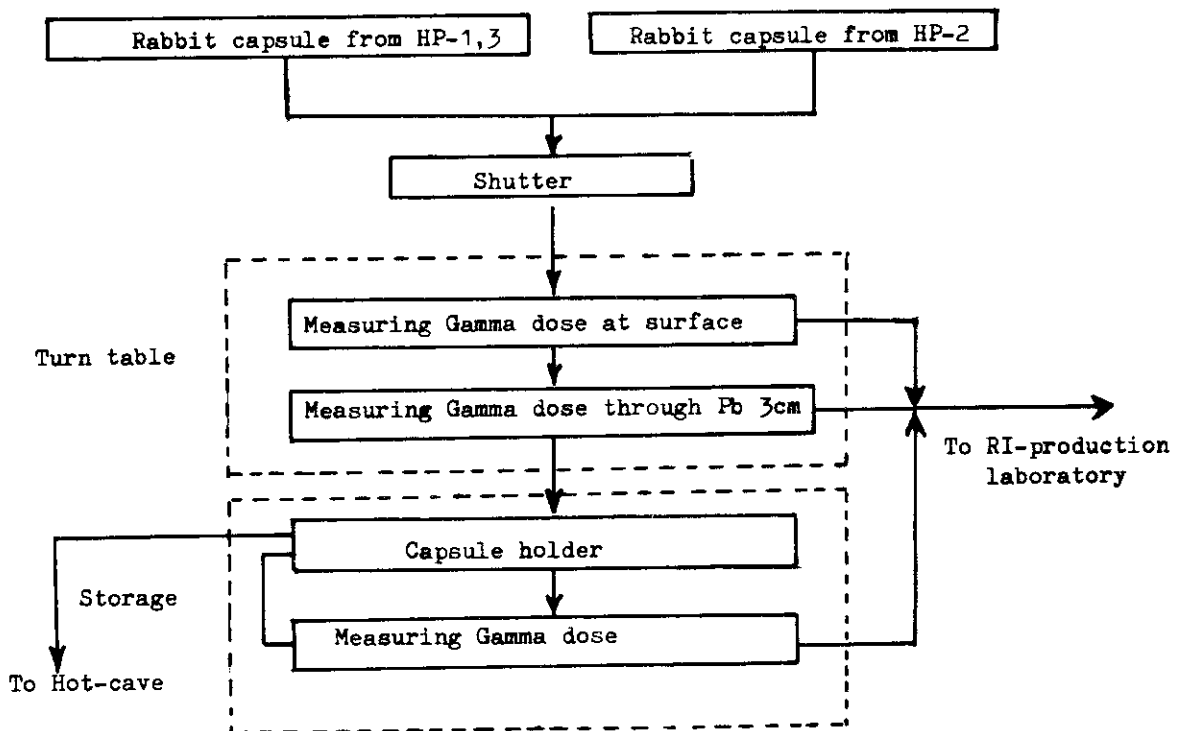 Rabbit capsule from HP-1,3
Rabbit capsule from HP-2
Shutter
Measuring Gamma dose at surface
Turn table
Measuring Gamma dose through Pb 3cm
To RI-production
laboratory
Capsule holder
Storage
Measuring Gamma dose
To Hot-cave